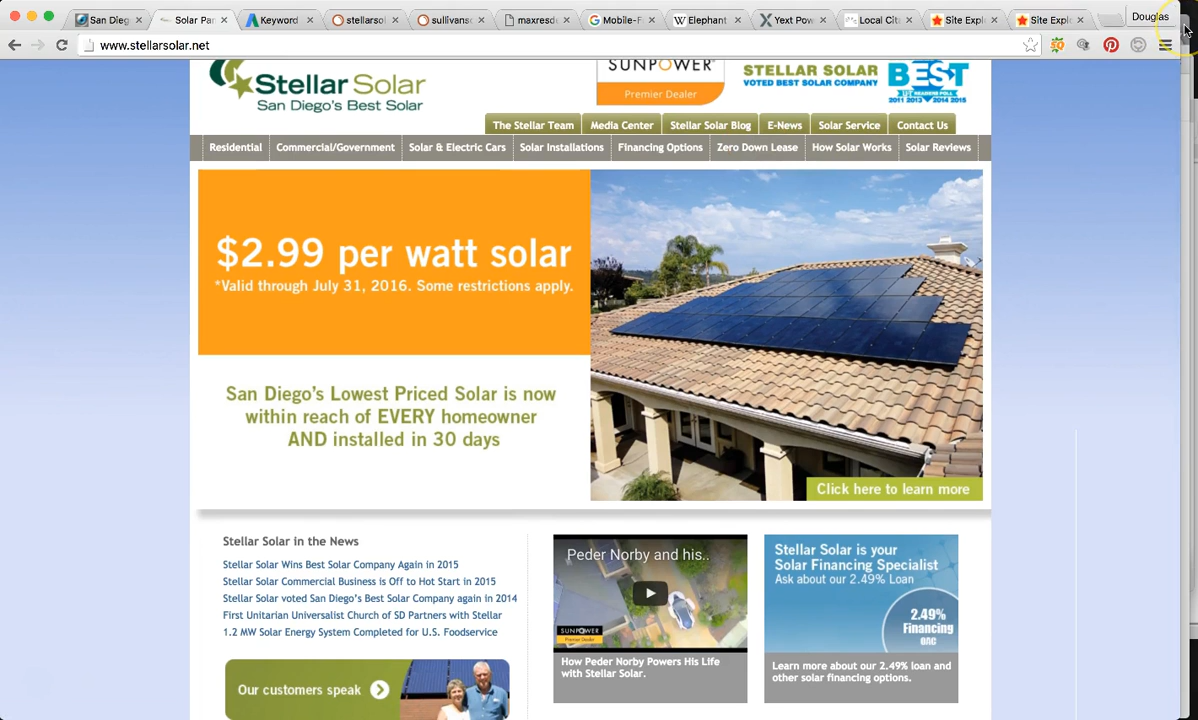 San Dieg
Solar Pa
Keyword
stellarsol
sullivans
maxresd
Mobile-F
Elephant
Yext Pow
Local Cit
Site Expl
Site Expl
Douglas
www.stellarsolar.net
Stellar Solar
San Diego's Best Solar
SUNPOWER®
Premier Dealer
STELLAR SOLAR
VOTED BEST SOLAR COMPANY
BEST
U-T READERS POLL
2011 2013 2014 2015
The Stellar Team
Media Center
Stellar Solar Blog
E-News
Solar Service
Contact Us
Residential
Commercial/Government
Solar & Electric Cars
Solar Installations
Financing Options
Zero Down Lease
How Solar Works
Solar Reviews
$2.99 per watt solar
*Valid through July 31, 2016. Some restrictions apply.
San Diego's Lowest Priced Solar is now
within reach of EVERY homeowner
AND installed in 30 days
Click here to learn more
Stellar Solar in the News
Stellar Solar Wins Best Solar Company Again in 2015
Stellar Solar Commercial Business is Off to Hot Start in 2015
Stellar Solar voted San Diego's Best Solar Company again in 2014
First Unitarian Universalist Church of SD Partners with Stellar
1.2 MW Solar Energy System Completed for U.S. Foodservice
Our customers speak
Peder Norby and his..
SUNPOWER
Premier Dealer
How Peder Norby Powers His Life
with Stellar Solar.
Stellar Solar is your
Solar Financing Specialist
Ask about our 2.49% Loan
2.49%
Financing
OAC
Learn more about our 2.49% loan and
other solar financing options.